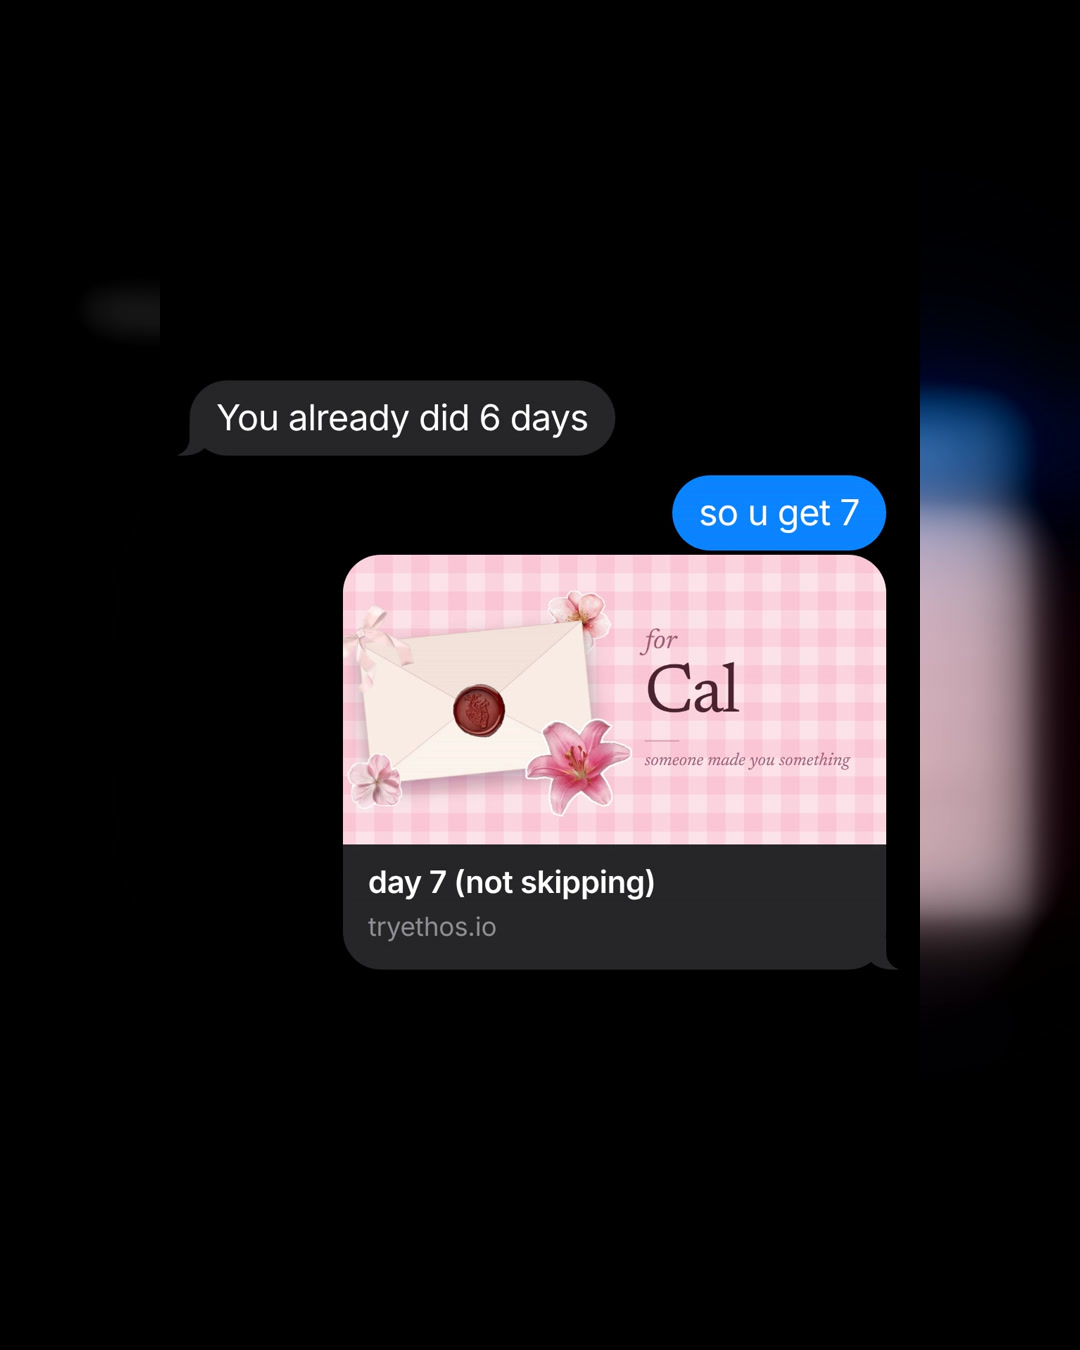 You already did 6 days
so u get 7
for
Cal
someone made you something
day 7 (not skipping)
tryethos.io